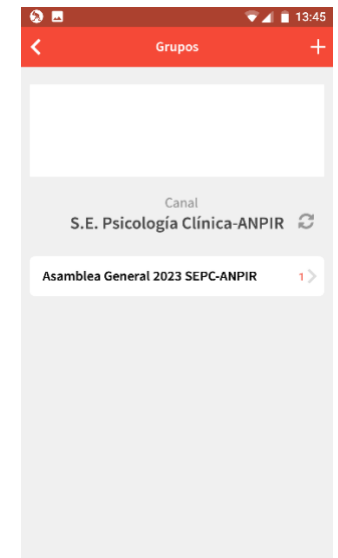 13:45
Grupos
Canal
S.E. Psicología Clínica-ANPIR
Asamblea General 2023 SEPC-ANPIR 1